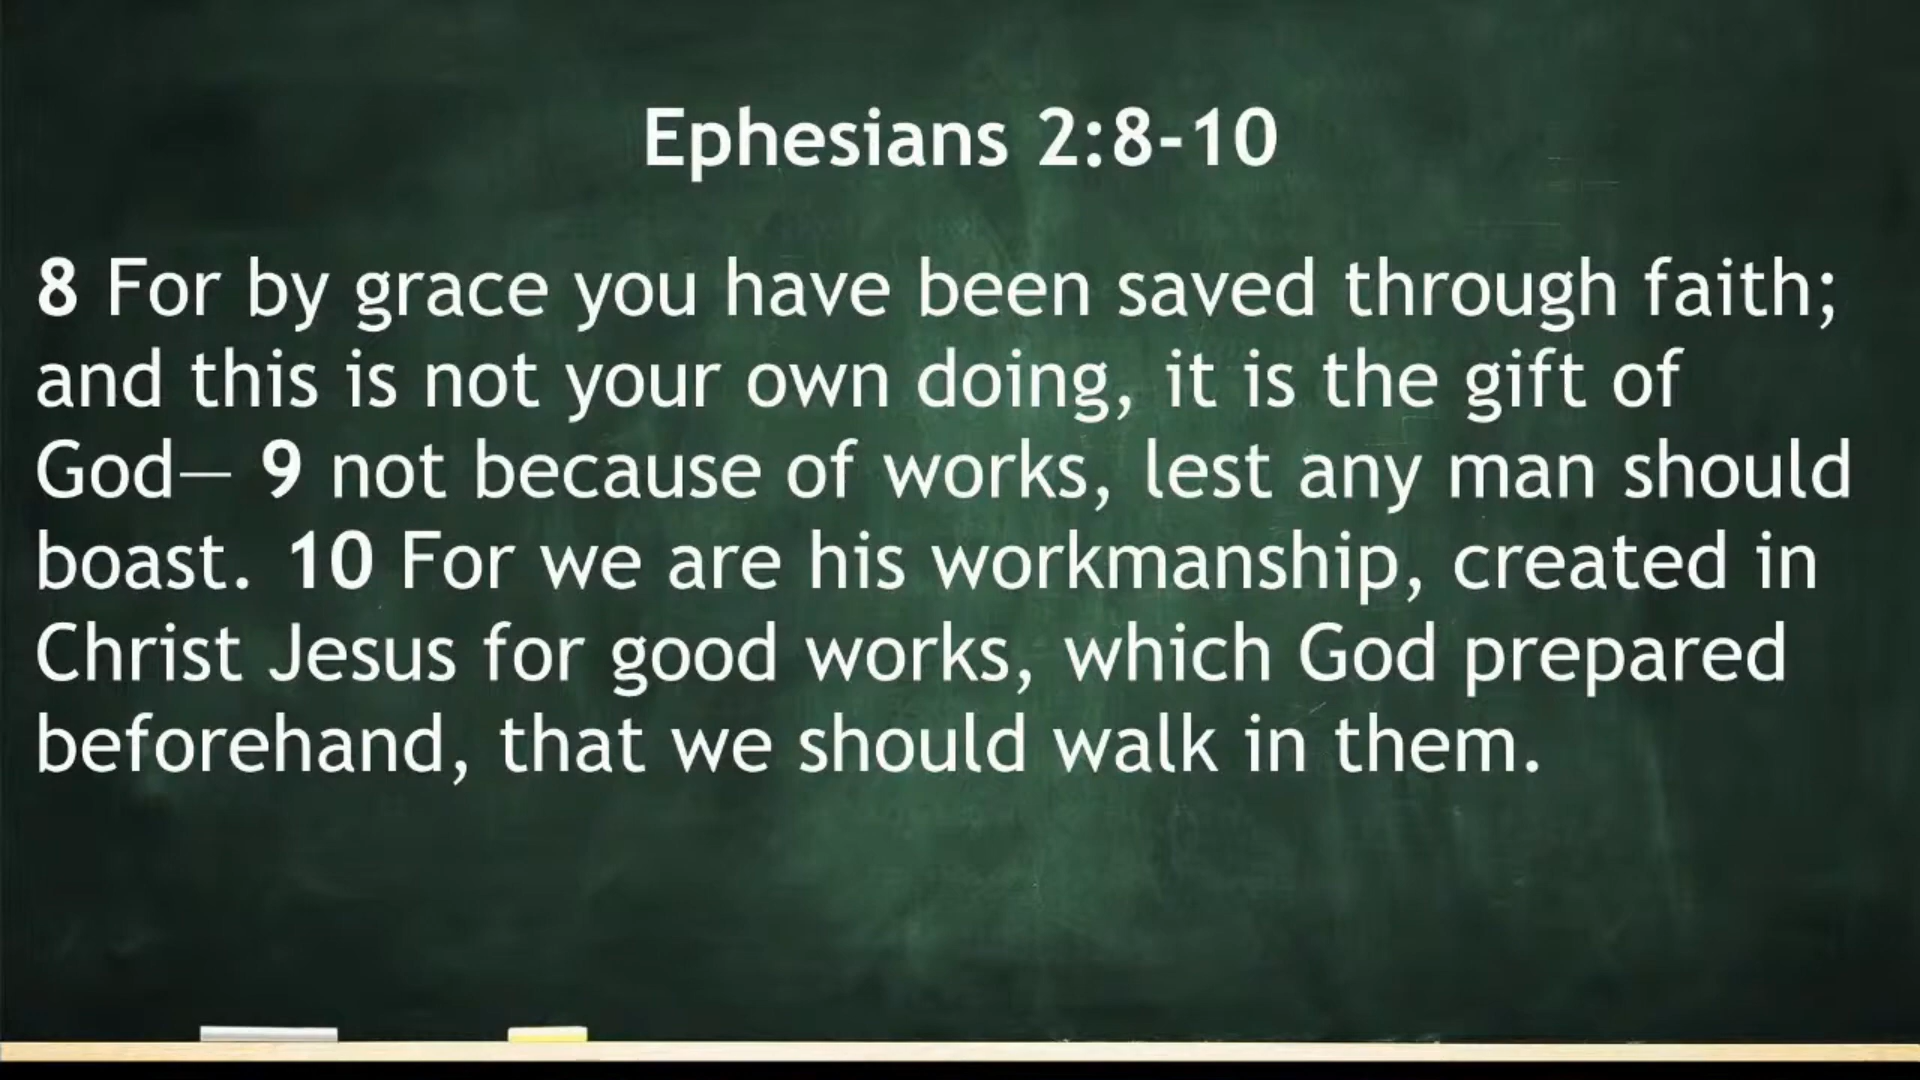 Ephesians 2:8-10
8 For by grace you have been saved through faith;
and this is not your own doing, it is the gift of
God— 9 not because of works, lest any man should
boast. 10 For we are his workmanship, created in
Christ Jesus for good works, which God prepared
beforehand, that we should walk in them.